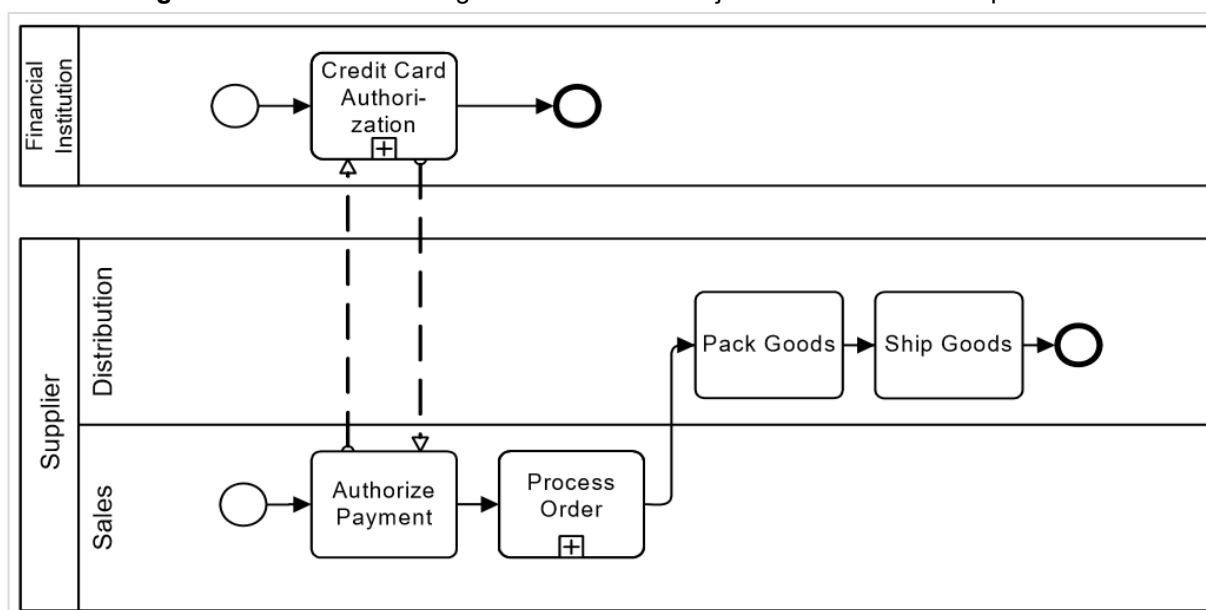 Financial
Institution
Credit Card
Authori-
zation
Supplier
Distribution
Pack Goods
Ship Goods
Sales
Authorize
Payment
Process
Order